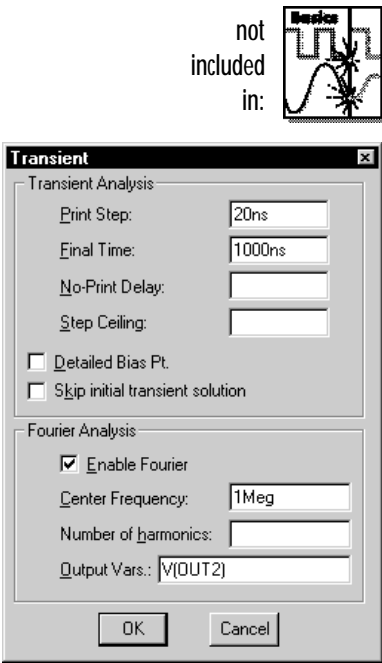 not
included
in:
Basics
Transient
Transient Analysis
Print Step: 20ns
Final Time: 1000ns
No-Print Delay:
Step Ceiling:
Detailed Bias Pt.
Skip initial transient solution
Fourier Analysis
Enable Fourier
Center Frequency: 1Meg
Number of harmonics:
Output Vars.: V(OUT2)
OK Cancel